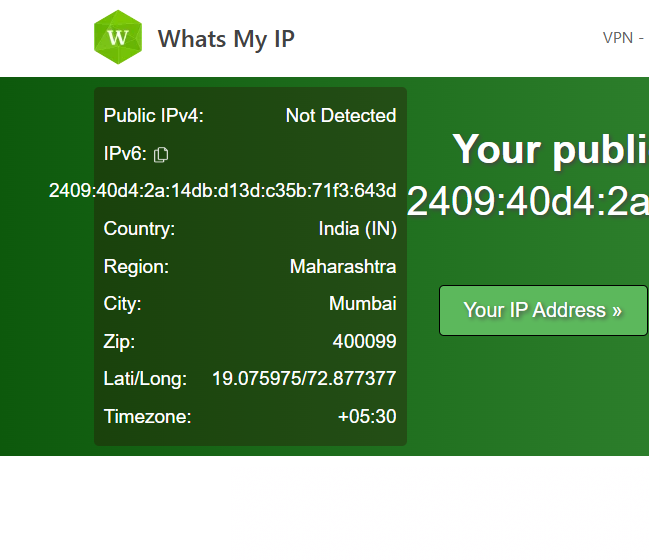 W Whats My IP
VPN -
Public IPv4: Not Detected
IPv6:
2409:40d4:2a:14db:d13d:c35b:71f3:643d
Country: India (IN)
Region: Maharashtra
City: Mumbai
Zip: 400099
Lati/Long: 19.075975/72.877377
Timezone: +05:30
Your publi
2409:40d4:2a
Your IP Address »